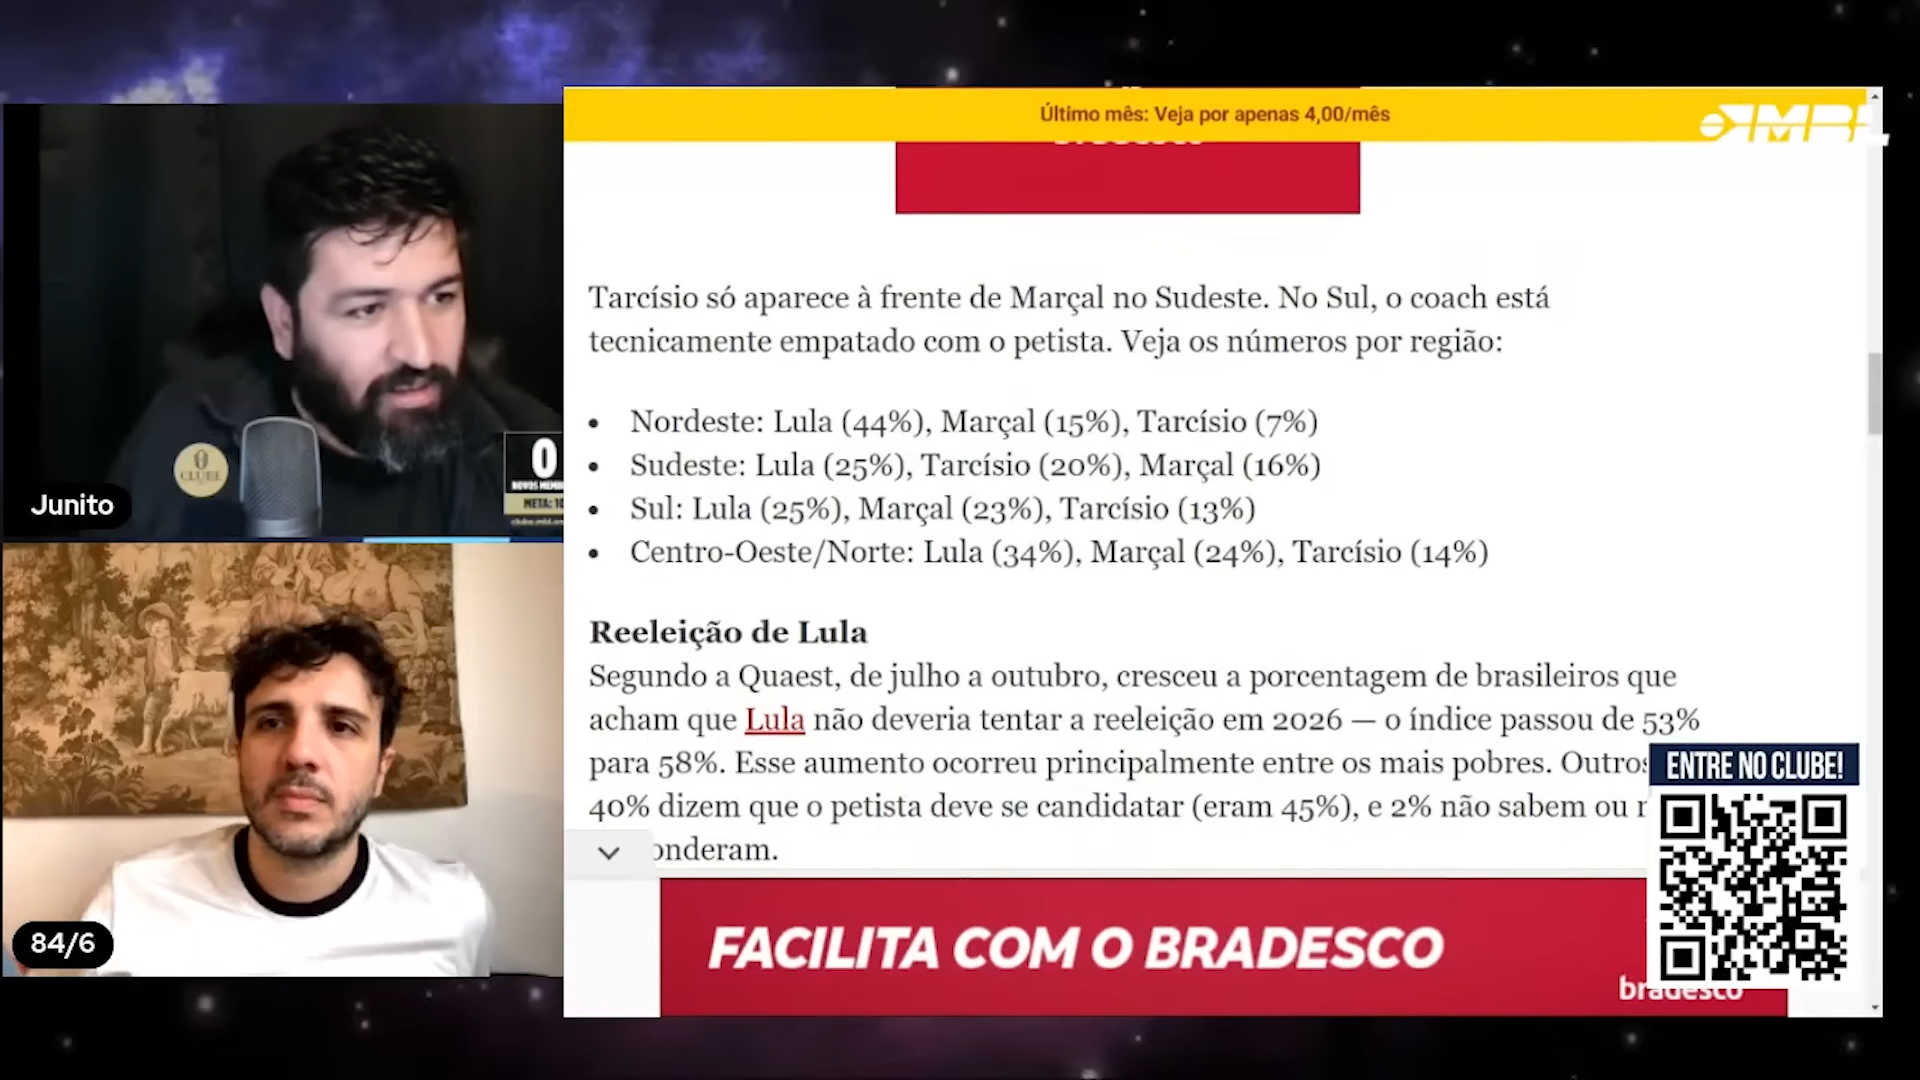 Último mês: Veja por apenas 4,00/mês
MBL
Tarcísio só aparece à frente de Marçal no Sudeste. No Sul, o coach está
tecnicamente empatado com o petista. Veja os números por região:
• Nordeste: Lula (44%), Marçal (15%), Tarcísio (7%)
• Sudeste: Lula (25%), Tarcísio (20%), Marçal (16%)
• Sul: Lula (25%), Marçal (23%), Tarcísio (13%)
• Centro-Oeste/Norte: Lula (34%), Marçal (24%), Tarcísio (14%)
Reeleição de Lula
Segundo a Quaest, de julho a outubro, cresceu a porcentagem de brasileiros que
acham que Lula não deveria tentar a reeleição em 2026 — o índice passou de 53%
para 58%. Esse aumento ocorreu principalmente entre os mais pobres. Outros
40% dizem que o petista deve se candidatar (eram 45%), e 2% não sabem ou
onderam.
ENTRE NO CLUBE!
FACILITA COM O BRADESCO
bradesco
CLUBE
0
META: 10
Junito
84/6